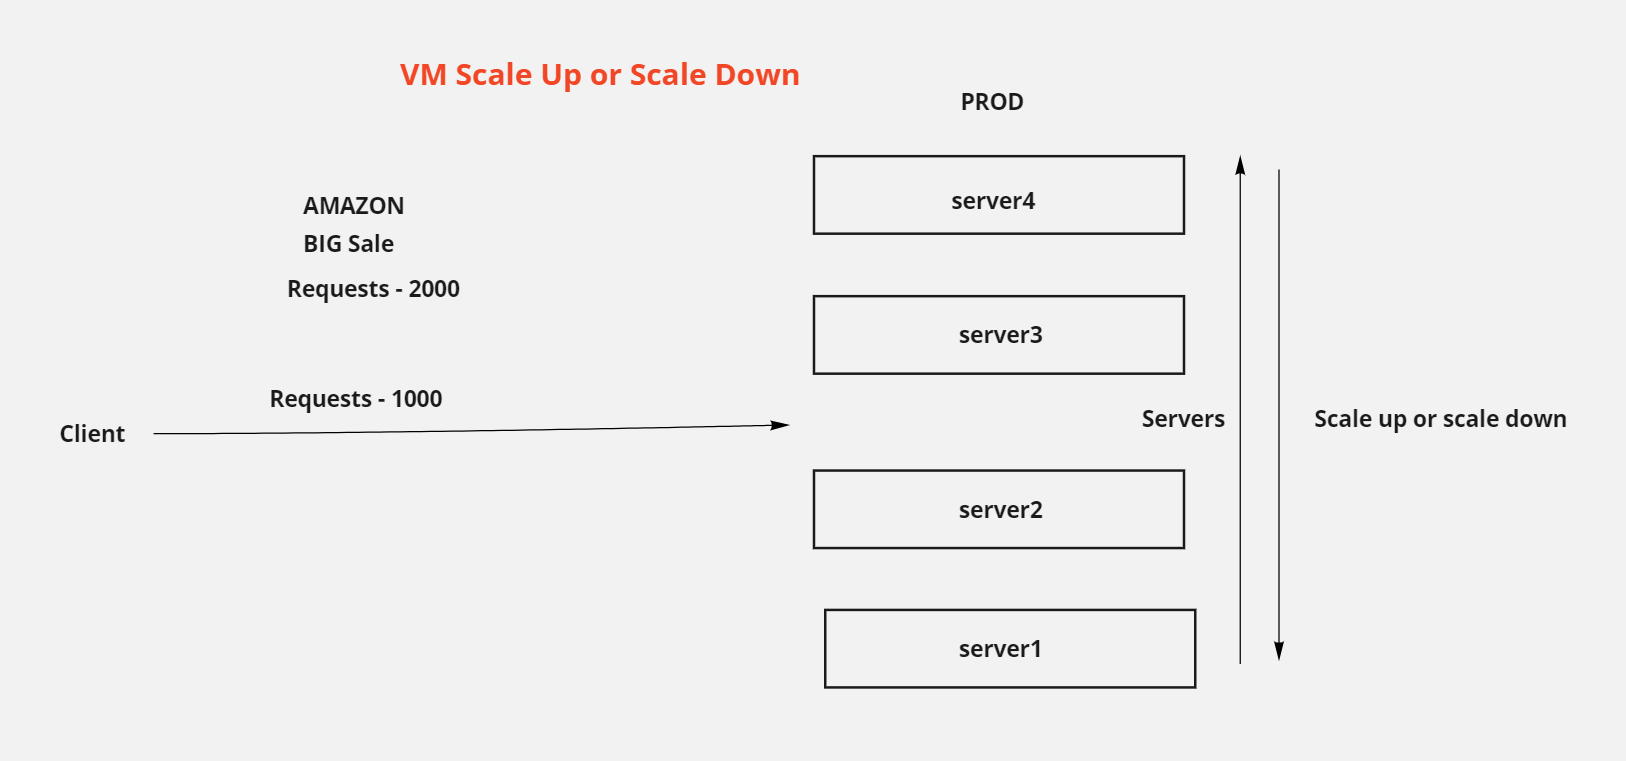 VM Scale Up or Scale Down
PROD
server4
AMAZON
BIG Sale
Requests - 2000
server3
Requests - 1000
Client
Servers
Scale up or scale down
server2
server1